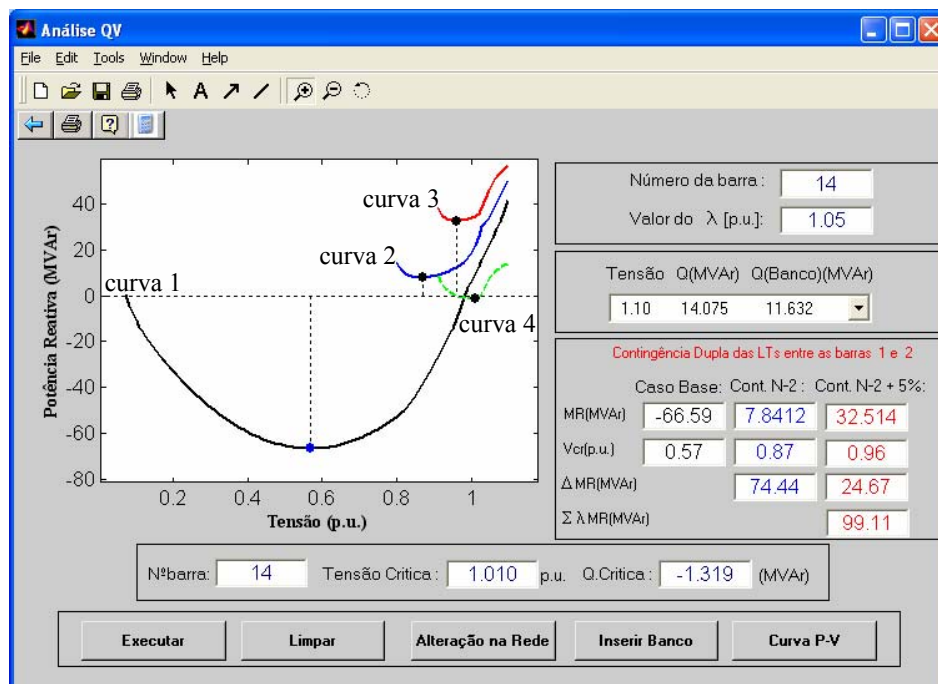 Análise QV
File Edit Tools Window Help
curva 3
curva 2
curva 1
curva 4
Potência Reativa (MVAr)
40
20
0
-20
-40
-60
-80
0.2 0.4 0.6 0.8 1
Tensão (p.u.)
Número da barra : 14
Valor do λ [p.u.]: 1.05
Tensão Q(MVAr) Q(Banco)(MVAr)
1.10 14.075 11.632
Contingência Dupla das LTs entre as barras 1 e 2
Caso Base: Cont. N-2 : Cont. N-2 + 5%:
MR(MVAr) -66.59 7.8412 32.514
Vcr(p.u.) 0.57 0.87 0.96
Δ MR(MVAr) 74.44 24.67
Σ λ MR(MVAr) 99.11
Nºbarra: 14 Tensão Critica : 1.010 p.u. Q.Critica : -1.319 (MVAr)
Executar Limpar Alteração na Rede Inserir Banco Curva P-V